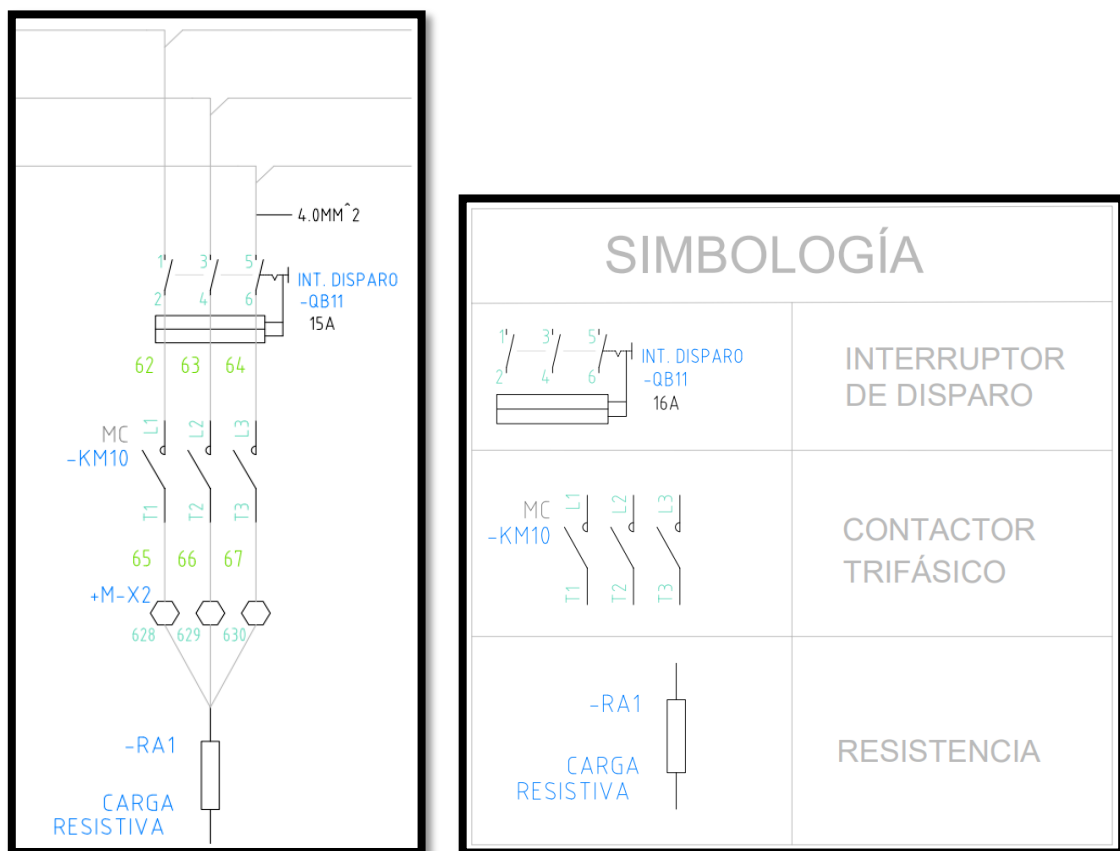 4.0MM^2
1 3 5
INT. DISPARO
2 4 6
-QB11
15A
62 63 64
MC L1 L2 L3
-KM10
T1 T2 T3
65 66 67
+M-X2
628 629 630
-RA1
CARGA
RESISTIVA
SIMBOLOGÍA
1 3 5
INT. DISPARO
2 4 6
-QB11
16A
INTERRUPTOR
DE DISPARO
MC L1 L2 L3
-KM10
T1 T2 T3
CONTACTOR
TRIFÁSICO
-RA1
CARGA
RESISTIVA
RESISTENCIA